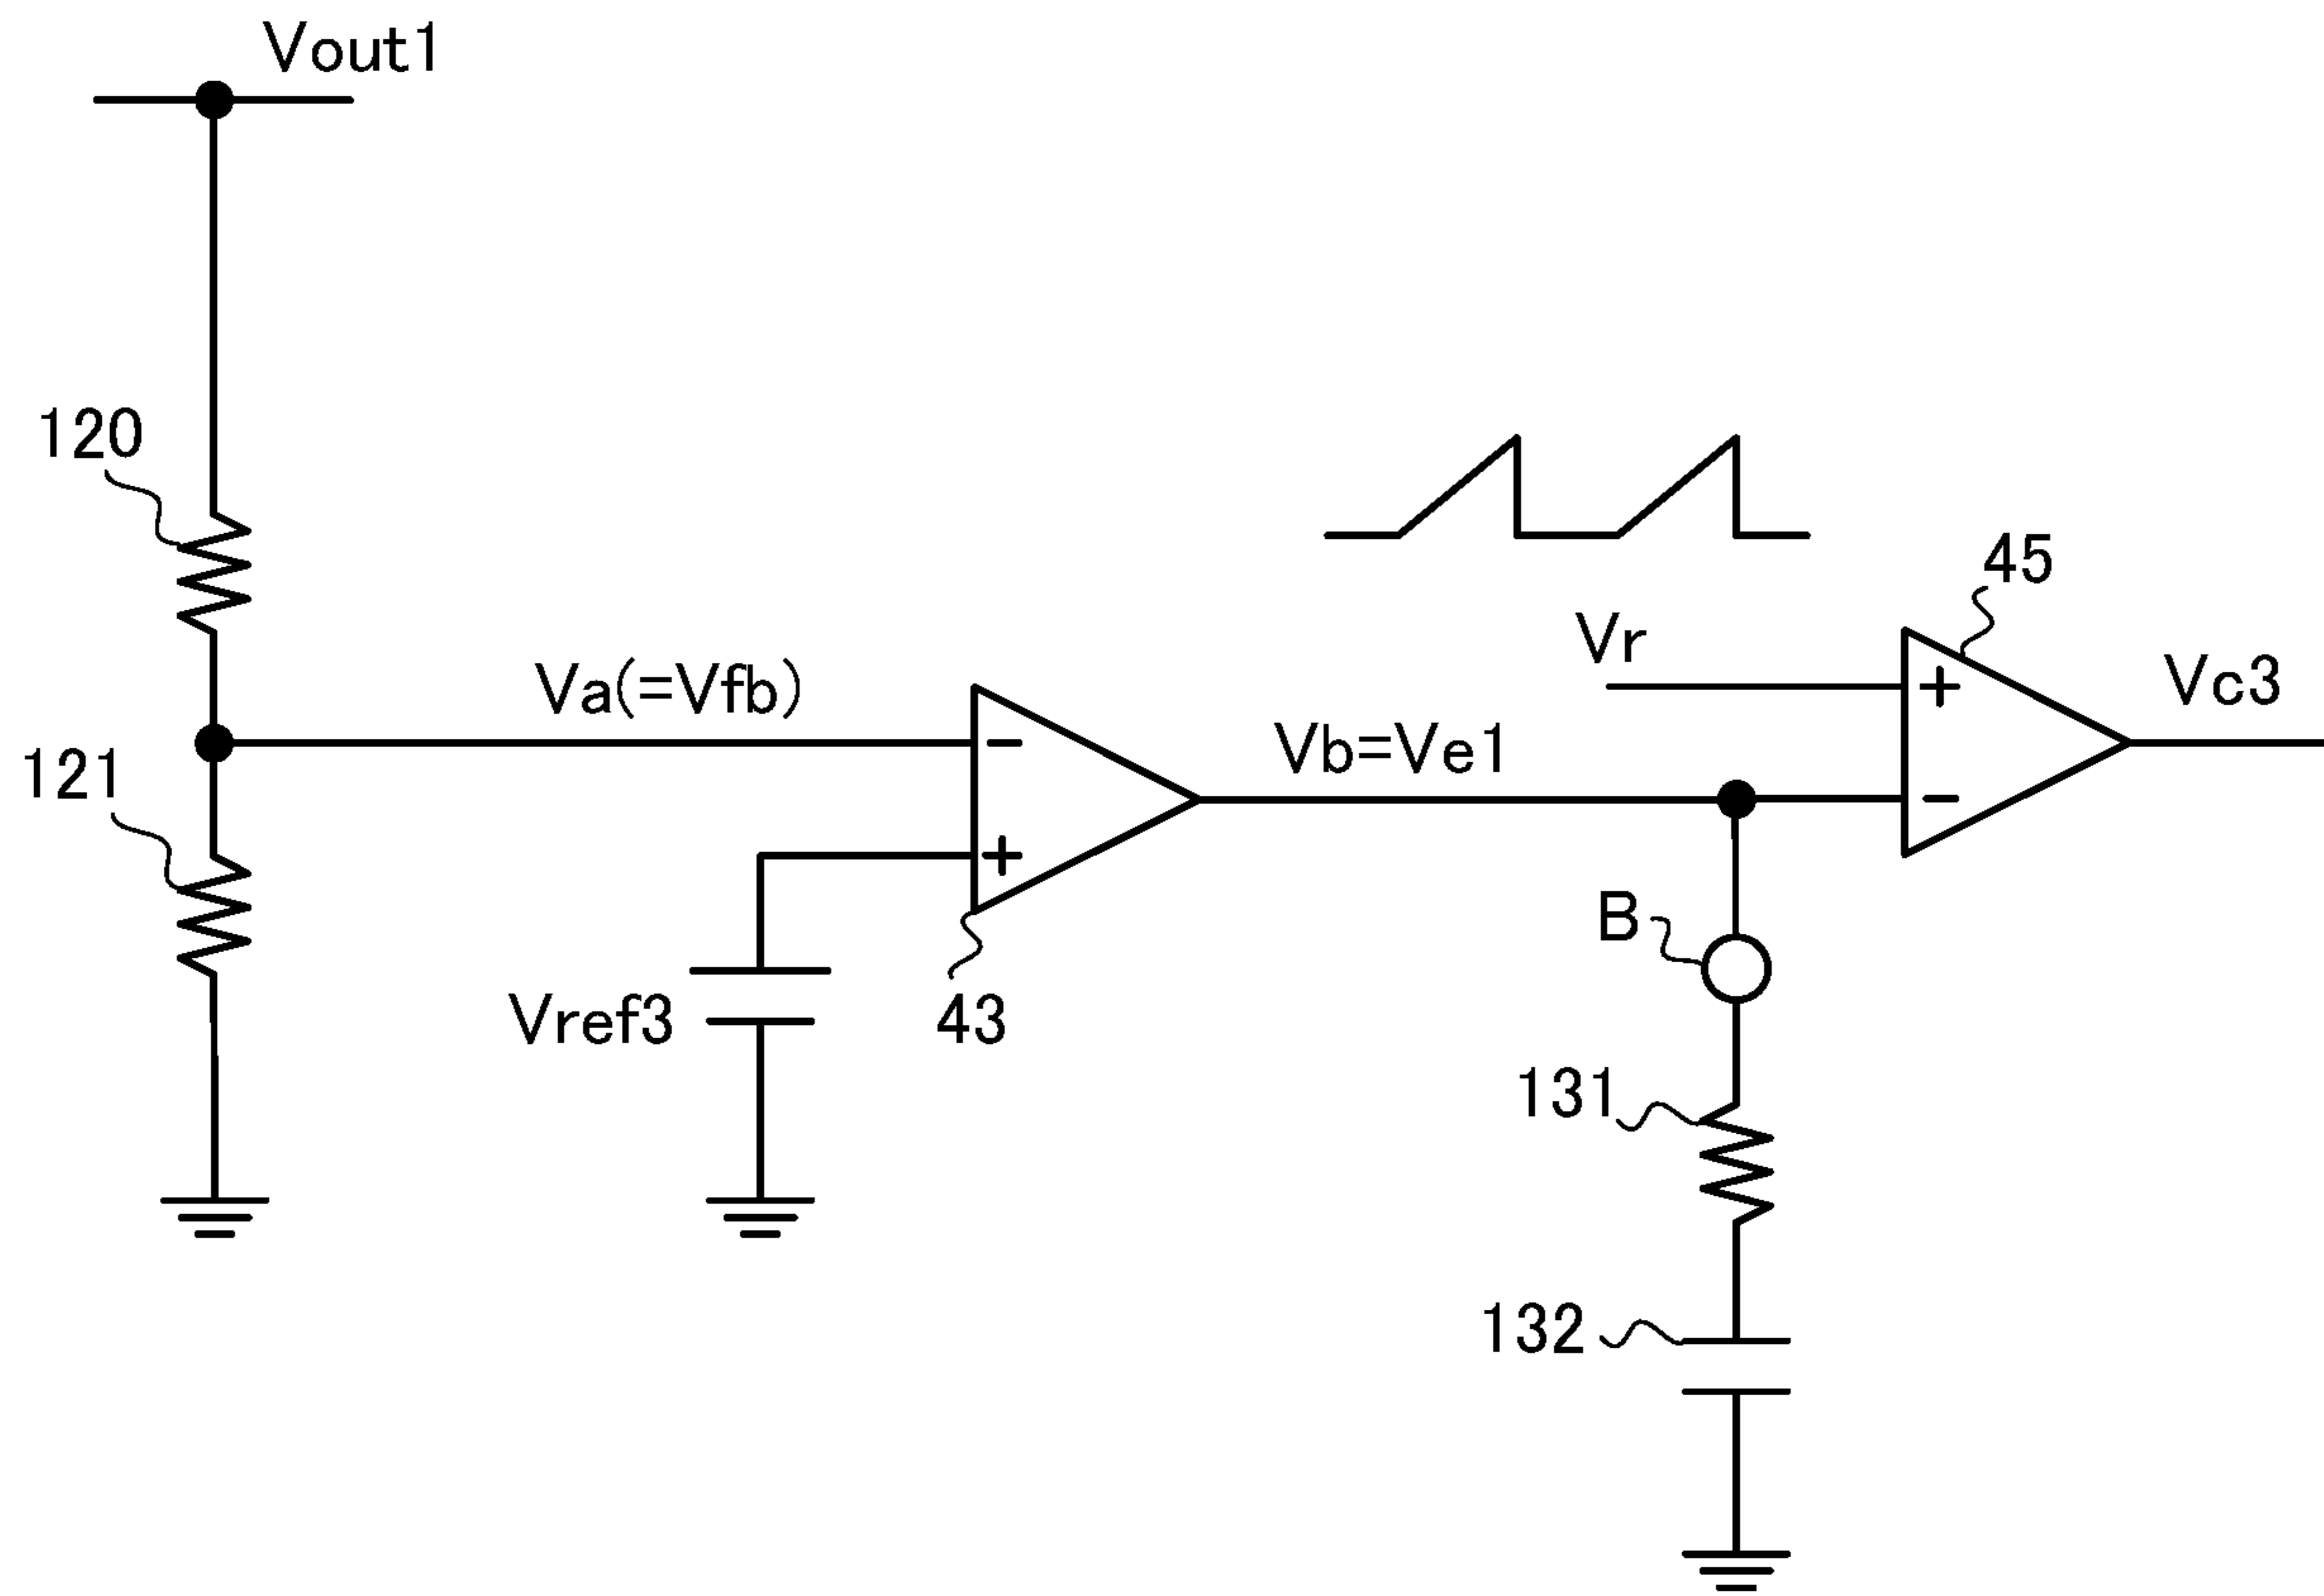 Vout1
120
45
Vr
Va(=Vfb)
Vc3
-
+
Vb=Ve1
121
-
+
B
Vref3
43
131
132